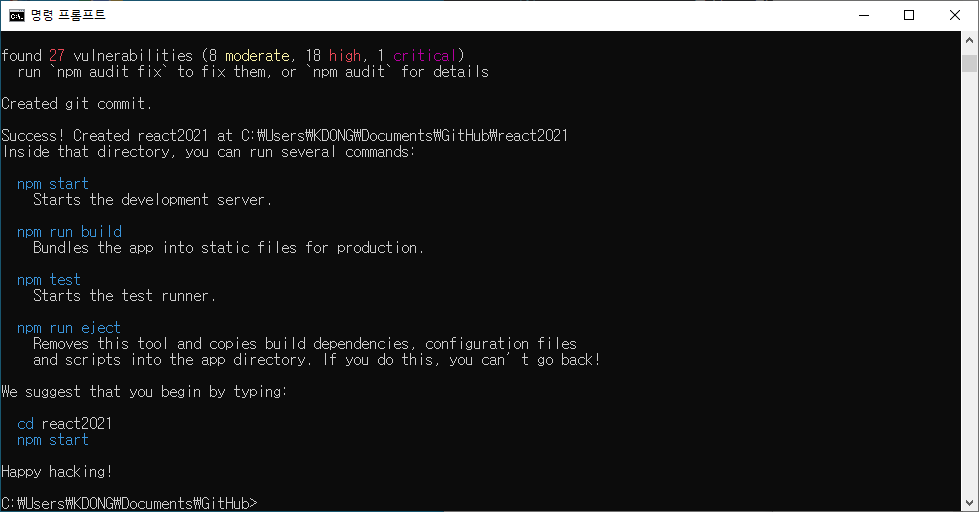 명령 프롬프트
found 27 vulnerabilities (8 moderate, 18 high, 1 critical)
run `npm audit fix` to fix them, or `npm audit` for details
Created git commit.
Success! Created react2021 at C:₩Users₩KDONG₩Documents₩GitHub₩react2021
Inside that directory, you can run several commands:
npm start
Starts the development server.
npm run build
Bundles the app into static files for production.
npm test
Starts the test runner.
npm run eject
Removes this tool and copies build dependencies, configuration files
and scripts into the app directory. If you do this, you can’t go back!
We suggest that you begin by typing:
cd react2021
npm start
Happy hacking!
C:₩Users₩KDONG₩Documents₩GitHub>